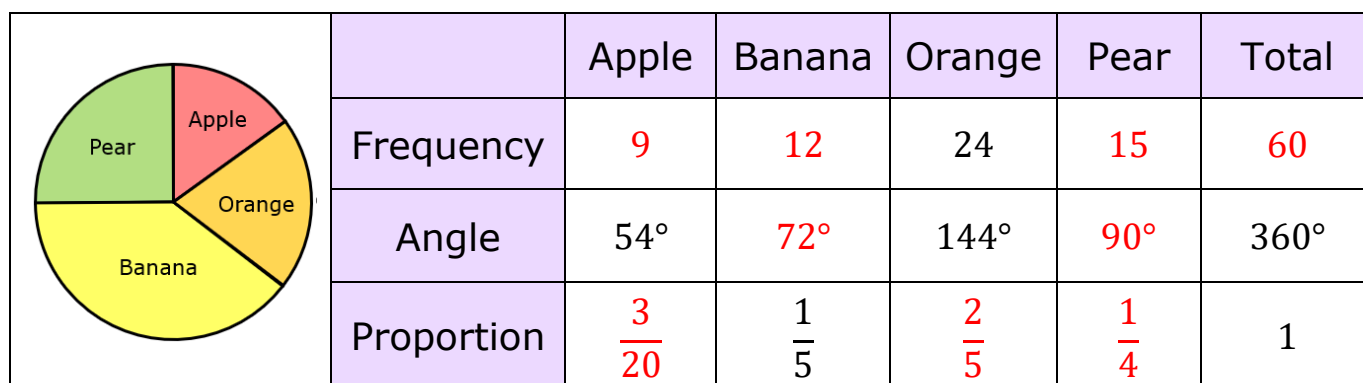 Apple Banana Orange Pear Total
Frequency 9 12 24 15 60
Angle 54° 72° 144° 90° 360°
Proportion 3/20 1/5 2/5 1/4 1
Apple
Pear
Orange
Banana